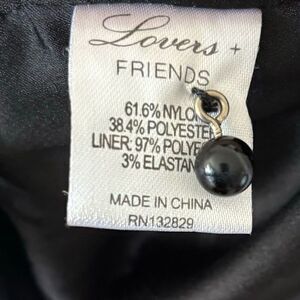 Lovers +
FRIENDS
61.6% NYLO
38.4% POLYESTE
LINER: 97% POLYE
3% ELASTAN
MADE IN CHINA
RN132829